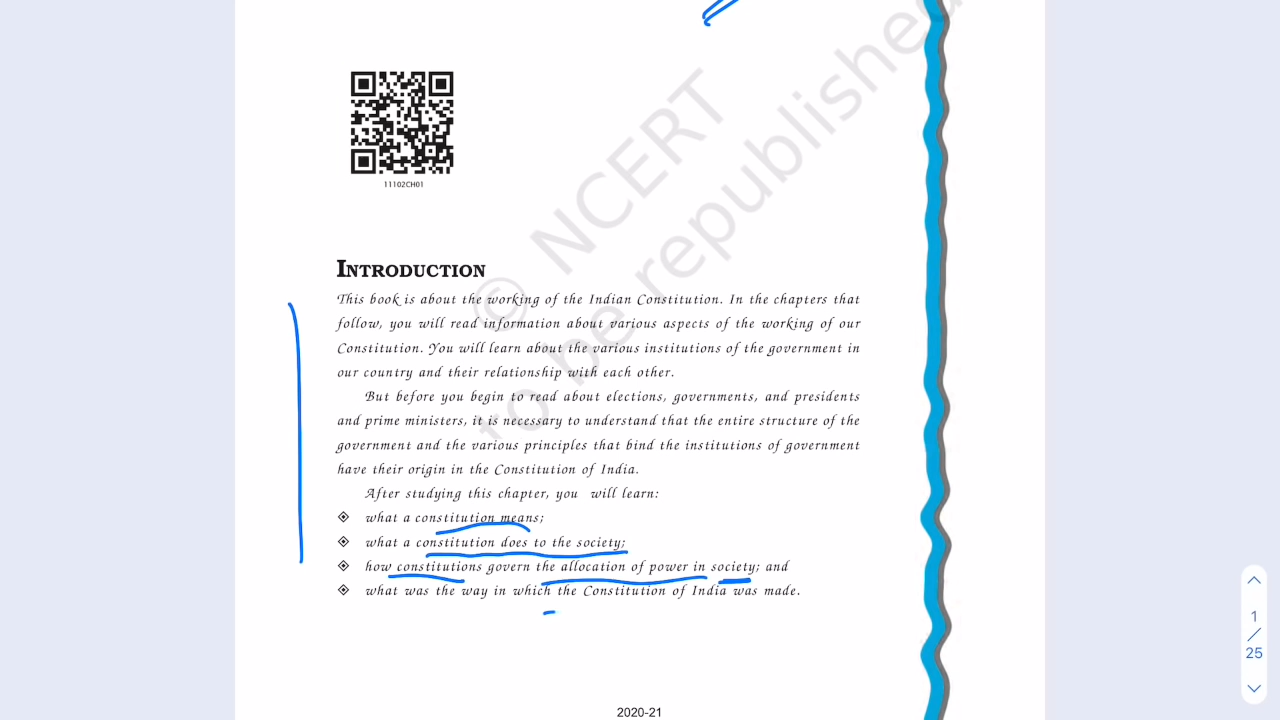 © NCERT
to be republished
11102CH01
INTRODUCTION
This book is about the working of the Indian Constitution. In the chapters that
follow, you will read information about various aspects of the working of our
Constitution. You will learn about the various institutions of the government in
our country and their relationship with each other.
But before you begin to read about elections, governments, and presidents
and prime ministers, it is necessary to understand that the entire structure of the
government and the various principles that bind the institutions of government
have their origin in the Constitution of India.
After studying this chapter, you will learn:
what a constitution means;
what a constitution does to the society;
how constitutions govern the allocation of power in society; and
what was the way in which the Constitution of India was made.
2020-21
1
/
25